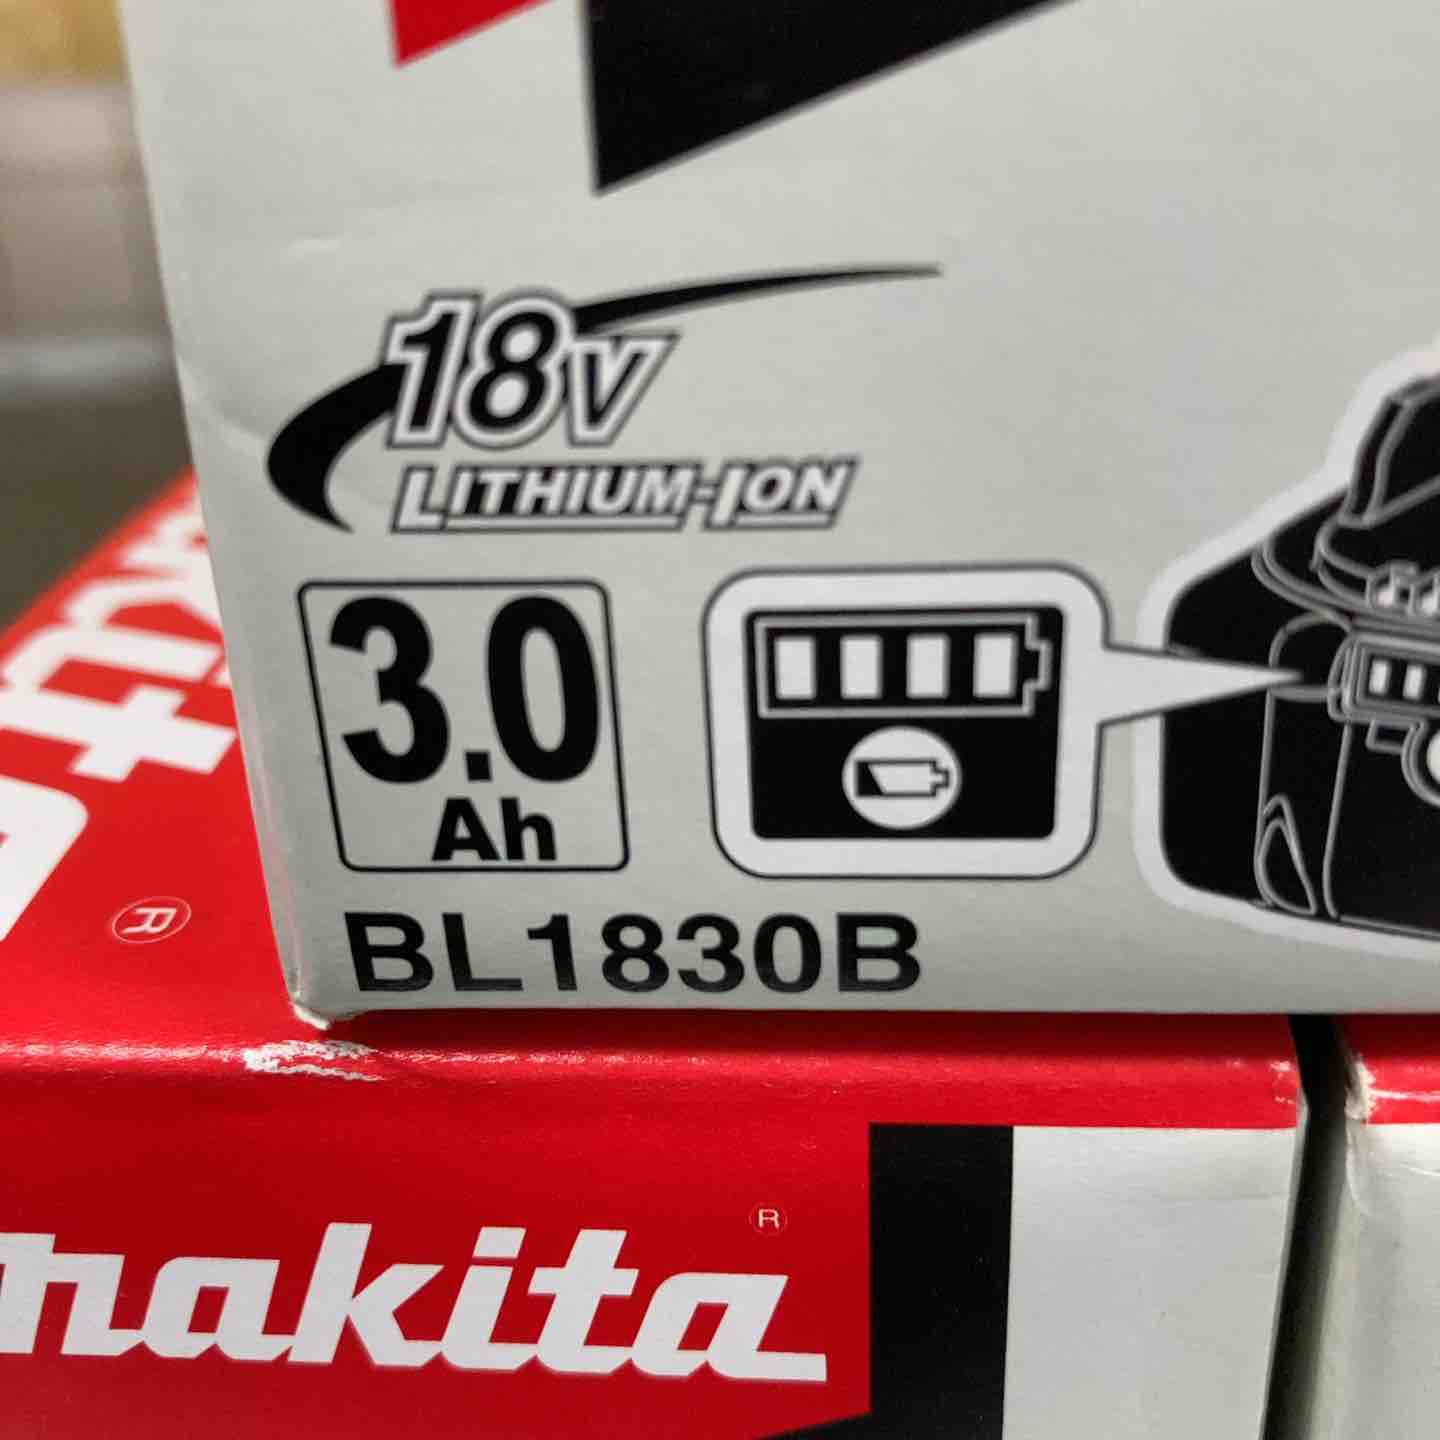 18V
LITHIUM-ION
3.0
Ah
BL1830B
®
makita ®